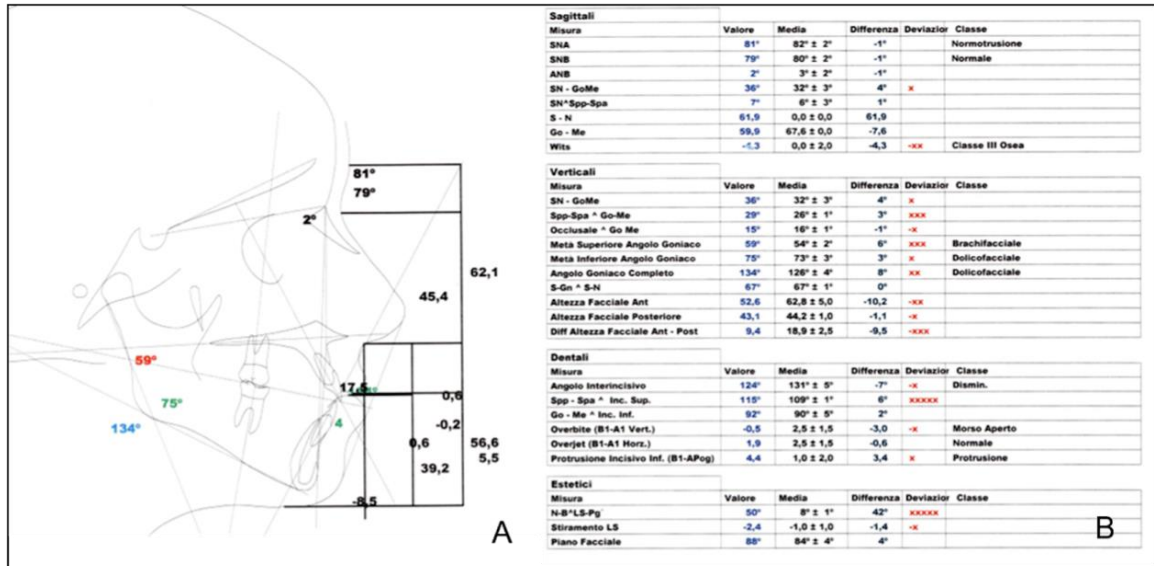 81°
79°
2°
62,1
45,4
59°
75°
134°
17,5
4
0,6
-0,2
0,6
56,6
5,5
39,2
-8,5
A
Sagittali
Misura Valore Media Differenza Deviazior Classe
SNA 81° 82° ± 2° -1° Normotrusione
SNB 79° 80° ± 2° -1° Normale
ANB 2° 3° ± 2° -1°
SN - GoMe 36° 32° ± 3° 4° x
SN^Spp-Spa 7° 6° ± 3° 1°
S - N 61,9 0,0 ± 0,0 61,9
Go - Me 59,9 67,6 ± 0,0 -7,6
Wits 0,0 ± 2,0 -4,3 -xx Classe III Osea
Verticali
Misura Valore Media Differenza Deviazior Classe
SN - GoMe 36° 32° ± 3° 4° x
Spp-Spa ^ Go-Me 29° 26° ± 1° 3° xxx
Occlusale ^ Go Me 15° 16° ± 1° -1° -x
Metà Superiore Angolo Goniaco 59° 54° ± 2° 6° xxx Brachifacciale
Metà Inferiore Angolo Goniaco 75° 73° ± 3° 3° x Dolicofacciale
Angolo Goniaco Completo 134° 126° ± 4° 8° xx Dolicofacciale
S-Gn ^ S-N 67° 67° ± 1° 0°
Altezza Facciale Ant 52,6 62,8 ± 5,0 -10,2 -xx
Altezza Facciale Posteriore 43,1 44,2 ± 1,0 -1,1 -x
Diff Altezza Facciale Ant - Post 9,4 18,9 ± 2,5 -9,5 -xxx
Dentali
Misura Valore Media Differenza Deviazior Classe
Angolo Interincisivo 124° 131° ± 5° -7° -x Dismin.
Spp - Spa ^ Inc. Sup. 115° 109° ± 1° 6° xxxxx
Go - Me ^ Inc. Inf. 92° 90° ± 5° 2°
Overbite (B1-A1 Vert.) -0,5 2,5 ± 1,5 -3,0 -x Morso Aperto
Overjet (B1-A1 Horz.) 1,9 2,5 ± 1,5 -0,6 Normale
Protrusione Incisivo Inf. (B1-APog) 4,4 1,0 ± 2,0 3,4 x Protrusione
Estetici
Misura Valore Media Differenza Deviazior Classe
N-B^LS-Pg' 50° 8° ± 1° 42° xxxxx
Stiramento LS -2,4 -1,0 ± 1,0 -1,4 -x
Piano Facciale 88° 84° ± 4° 4°
B